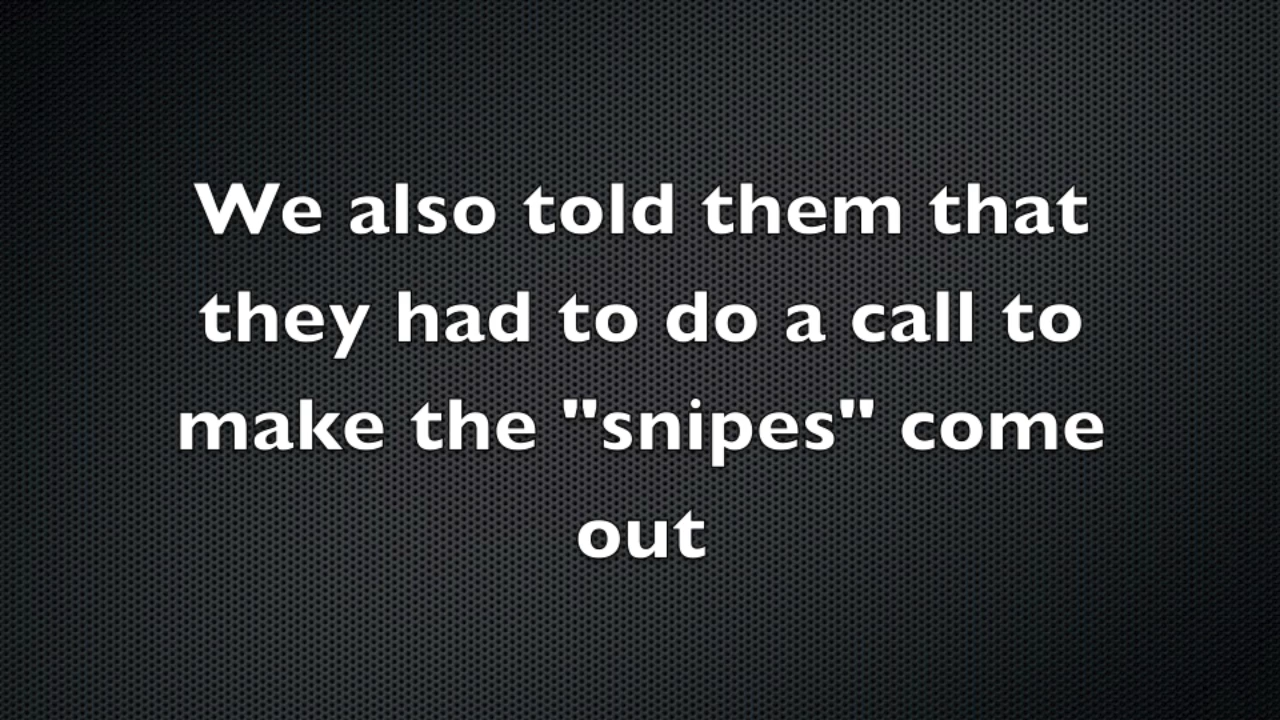 We also told them that
they had to do a call to
make the "snipes" come
out